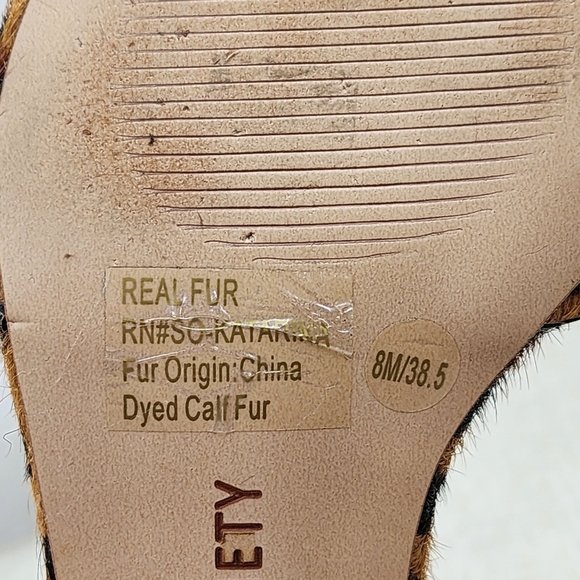 REAL FUR
RN#SO-KATARINA
Fur Origin:China
Dyed Calf Fur
8M/38.5
ETY